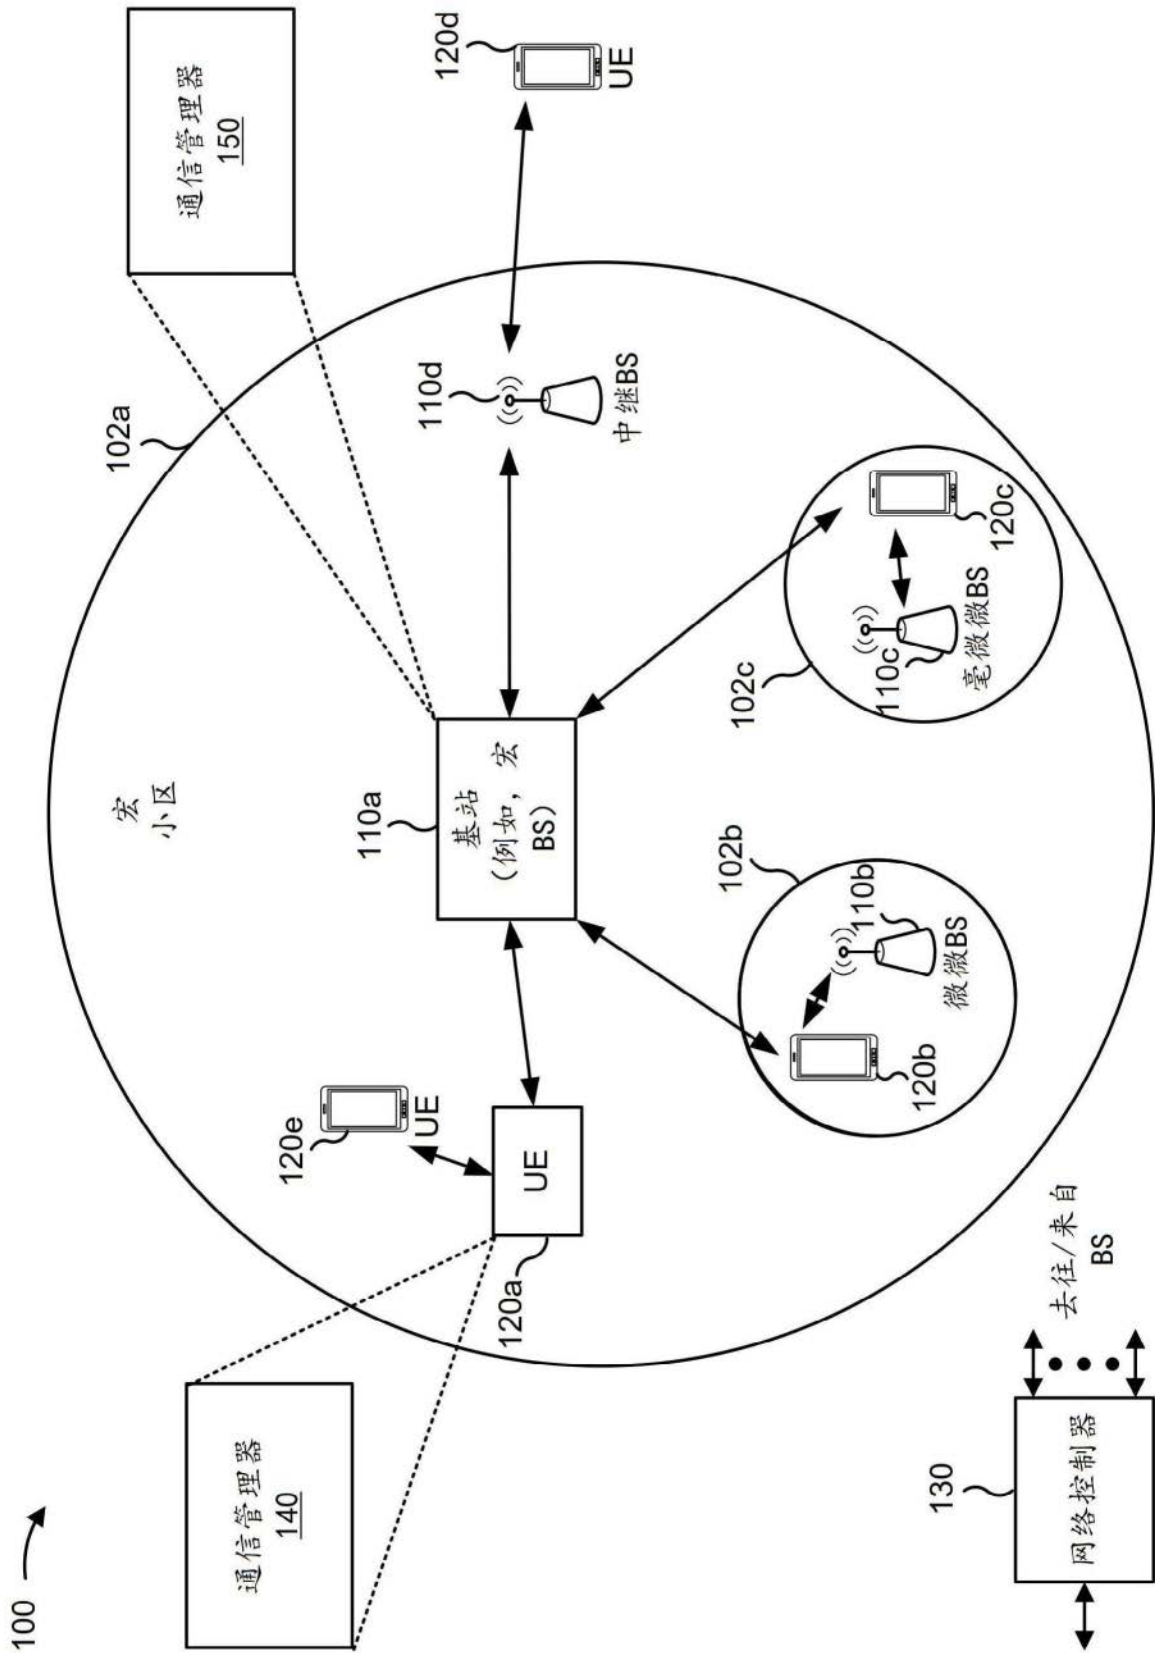 100
通信管理器
140
通信管理器
150
102a
宏
小区
120e
UE
120a
UE
110a
基站
(例如，宏
BS)
110d
中继BS
120d
UE
102b
110b
微微BS
120b
102c
110c
毫微微BS
120c
130
网络控制器
去往/来自
BS